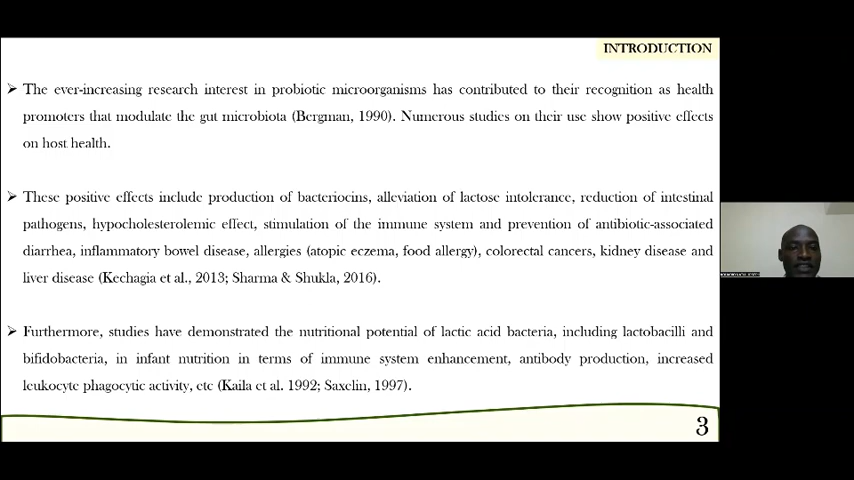 INTRODUCTION
➢ The ever-increasing research interest in probiotic microorganisms has contributed to their recognition as health
promoters that modulate the gut microbiota (Bergman, 1990). Numerous studies on their use show positive effects
on host health.
➢ These positive effects include production of bacteriocins, alleviation of lactose intolerance, reduction of intestinal
pathogens, hypocholesterolemic effect, stimulation of the immune system and prevention of antibiotic-associated
diarrhea, inflammatory bowel disease, allergies (atopic eczema, food allergy), colorectal cancers, kidney disease and
liver disease (Kechagia et al., 2013; Sharma & Shukla, 2016).
➢ Furthermore, studies have demonstrated the nutritional potential of lactic acid bacteria, including lactobacilli and
bifidobacteria, in infant nutrition in terms of immune system enhancement, antibody production, increased
leukocyte phagocytic activity, etc (Kaila et al. 1992; Saxelin, 1997).
3